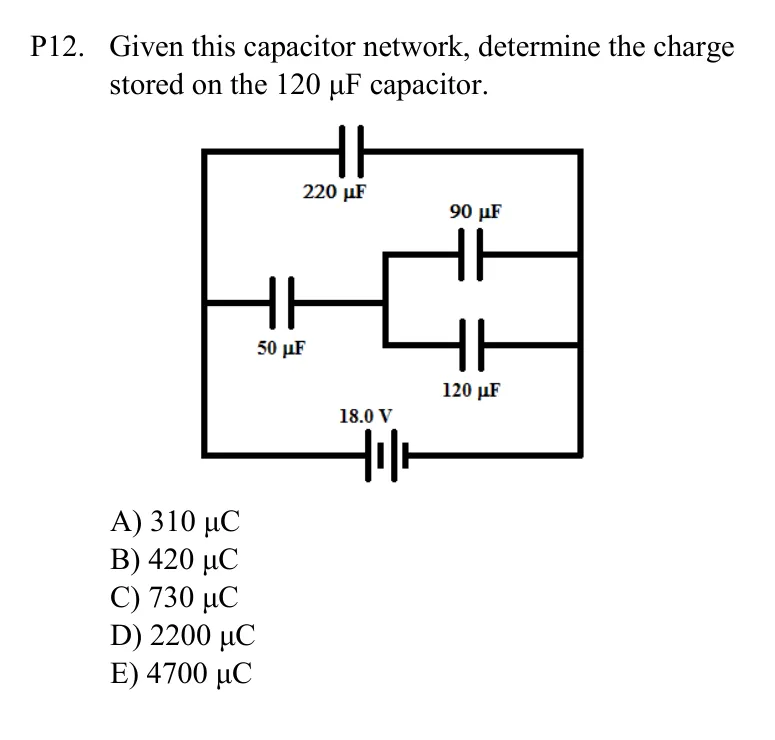 P12. Given this capacitor network, determine the charge
stored on the 120 μF capacitor.
220 μF
90 μF
50 μF
120 μF
18.0 V
A) 310 μC
B) 420 μC
C) 730 μC
D) 2200 μC
E) 4700 μC